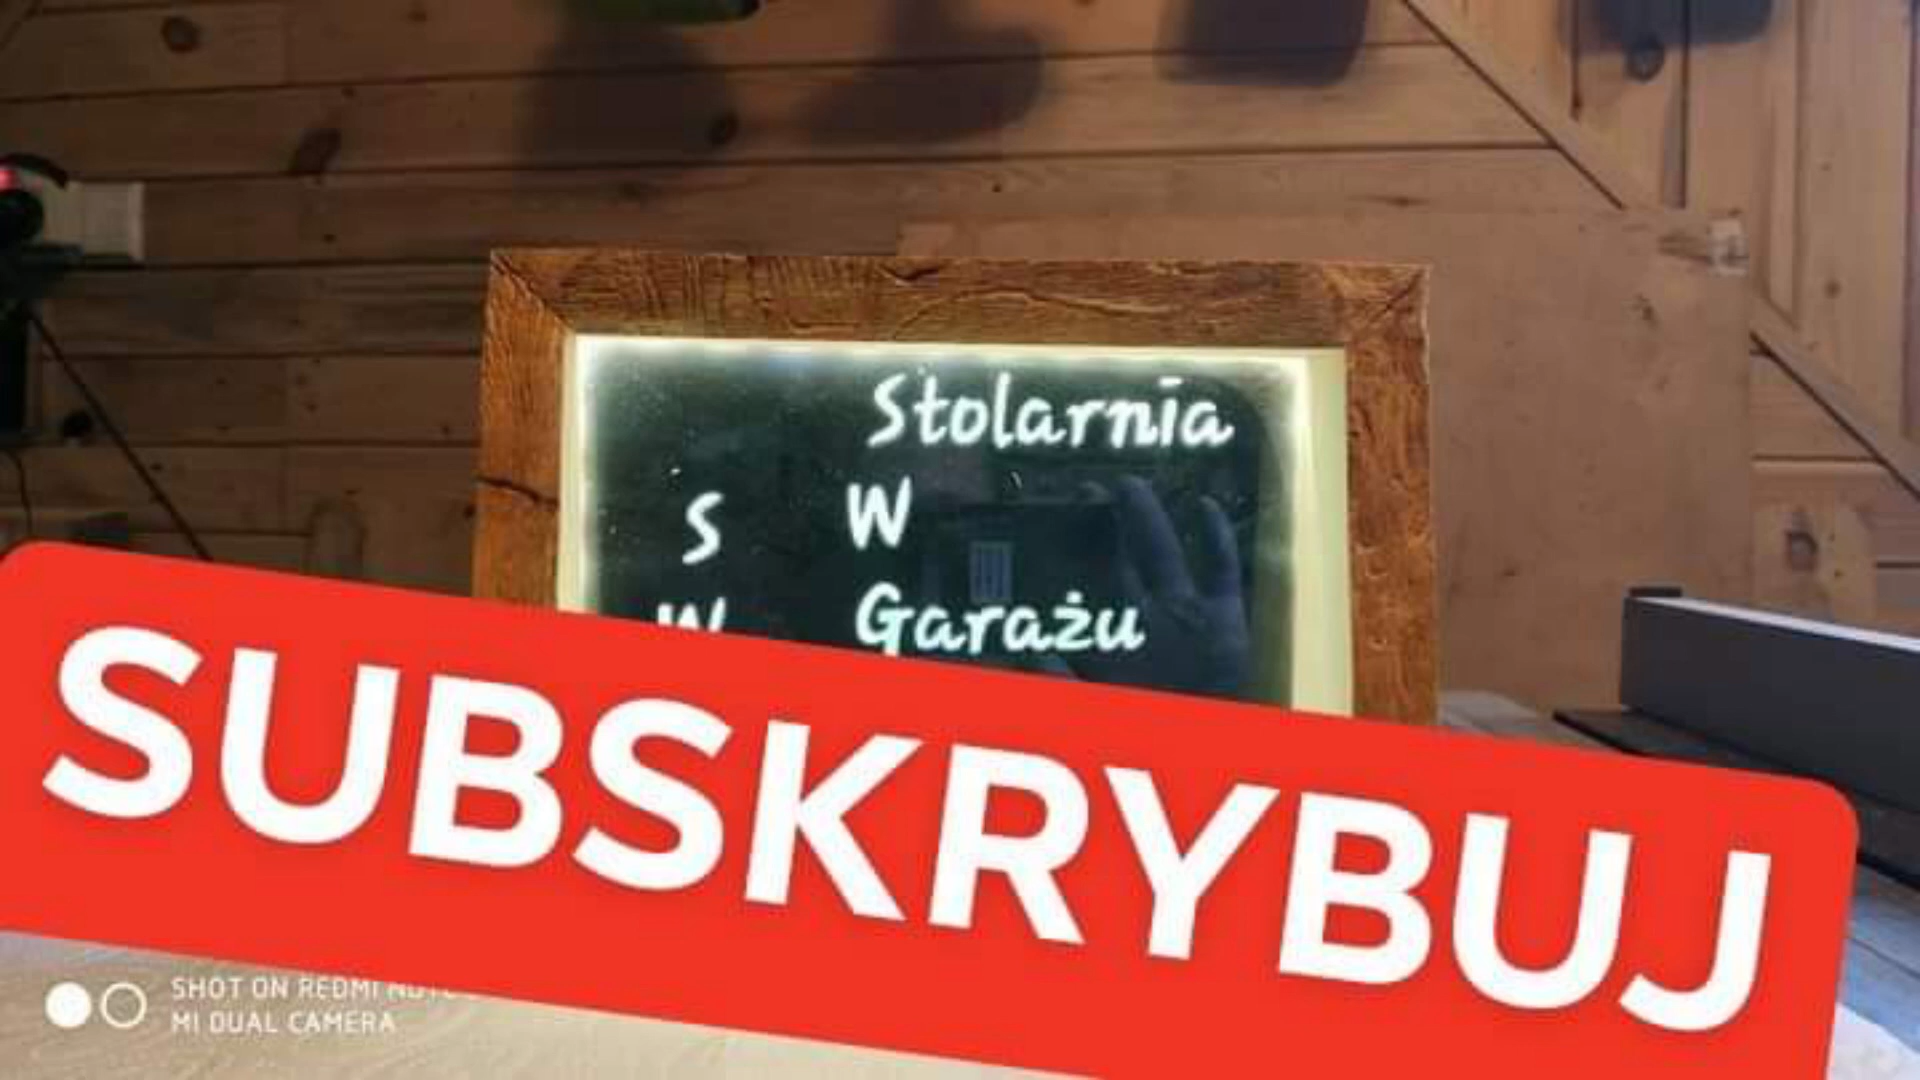 Stolarnia
S W
W Garażu
SUBSKRYBUJ
SHOT ON REDMI
MI DUAL CAMERA